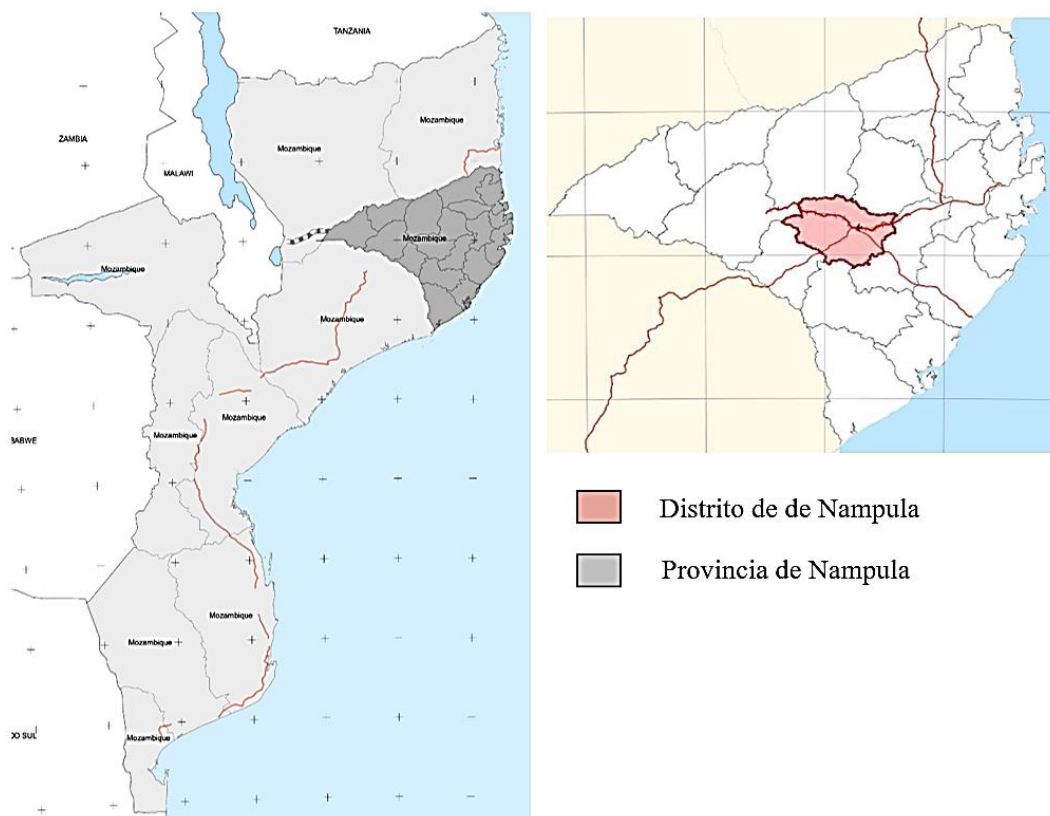 TANZANIA
Mozambique
ZAMBIA
Mozambique
MALAWI
Mozambique
Mozambique
Mozambique
Mozambique
BABWE
Mozambique
Mozambique
Mozambique
DO SUL
Mozambique
Distrito de de Nampula
Provincia de Nampula